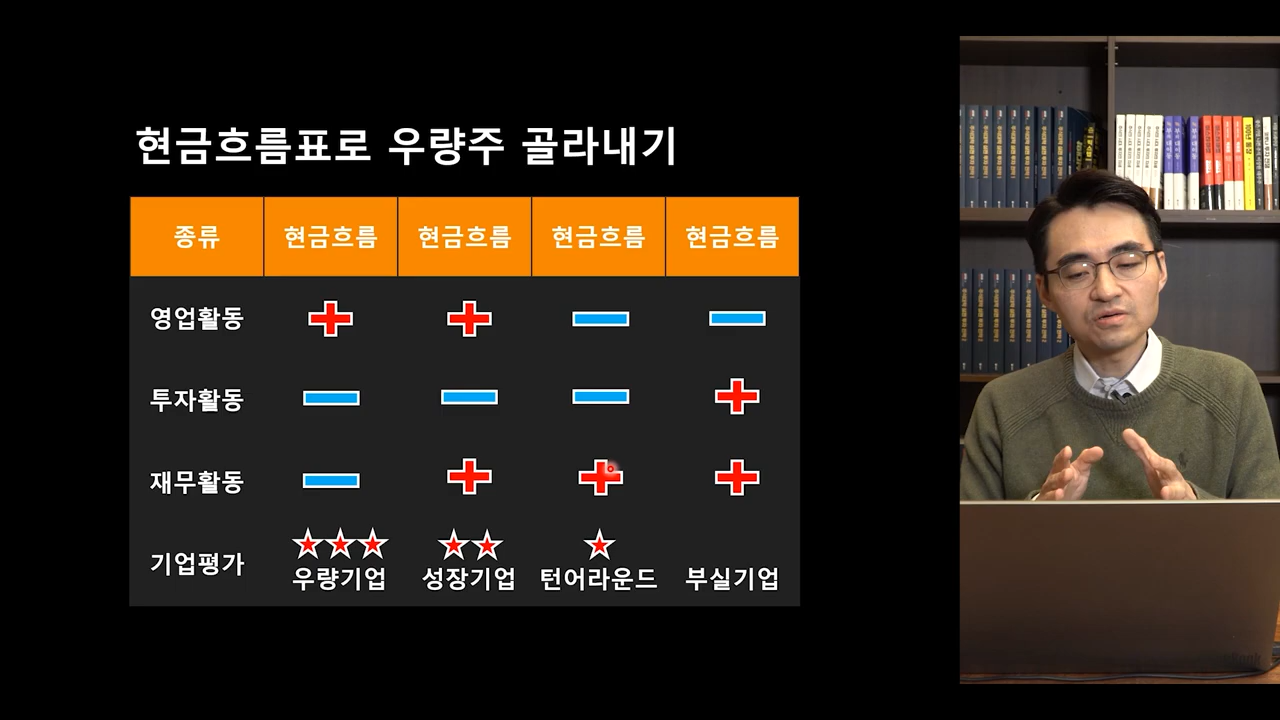 현금흐름표로 우량주 골라내기
종류 현금흐름 현금흐름 현금흐름 현금흐름
영업활동
투자활동
재무활동
기업평가 우량기업 성장기업 턴어라운드 부실기업